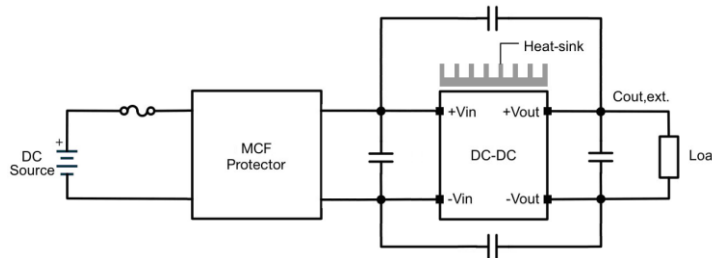 Heat-sink
+Vin +Vout
Cout,ext.
DC-DC
-Vin -Vout
MCF
Protector
+
DC
Source
Loa